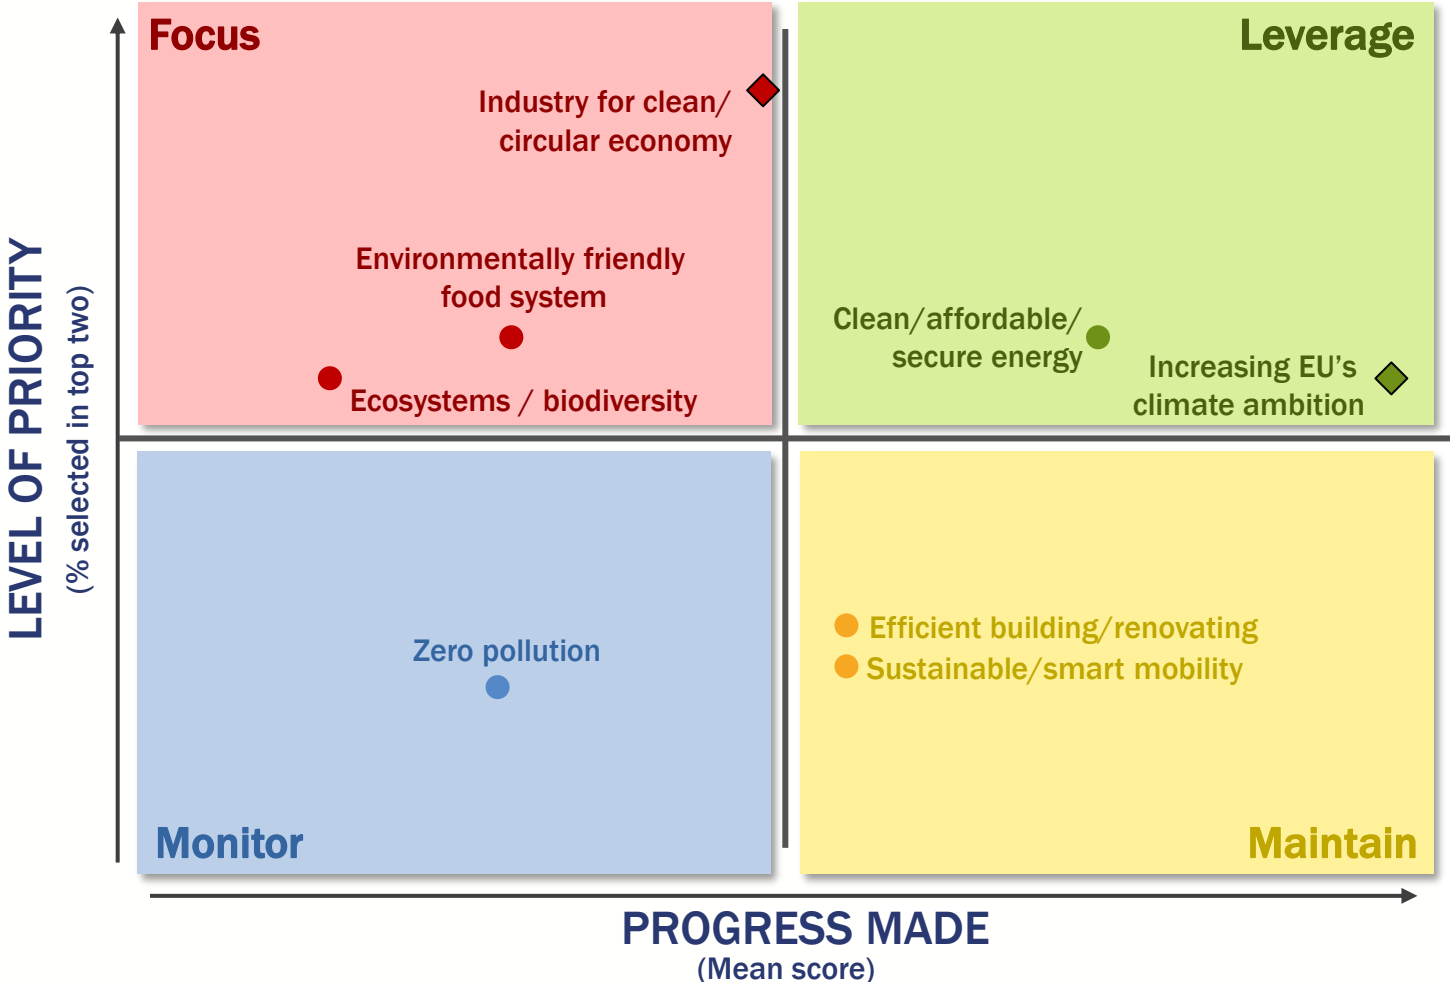 Focus
Leverage
Industry for clean/
circular economy
Environmentally friendly
food system
Ecosystems / biodiversity
Clean/affordable/
secure energy
Increasing EU’s
climate ambition
LEVEL OF PRIORITY
(% selected in top two)
Zero pollution
Efficient building/renovating
Sustainable/smart mobility
Monitor
Maintain
PROGRESS MADE
(Mean score)